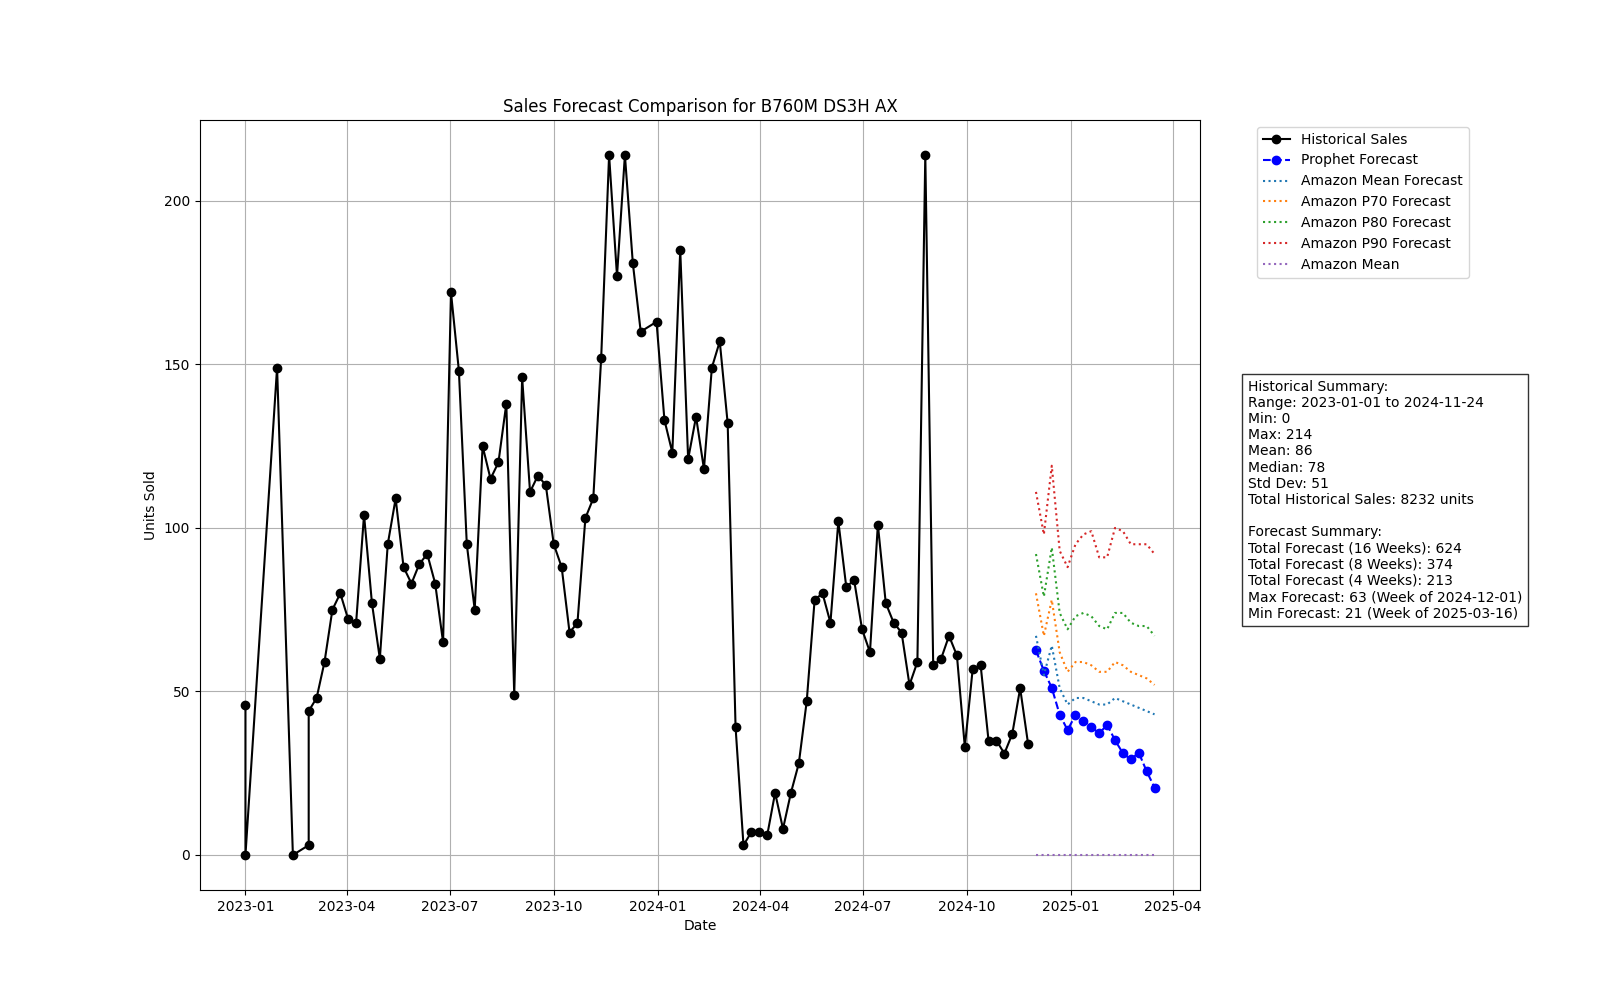 Sales Forecast Comparison for B760M DS3H AX
Units Sold
200
150
100
50
0
2023-01
2023-04
2023-07
2023-10
2024-01
2024-04
2024-07
2024-10
2025-01
2025-04
Date
Historical Sales
Prophet Forecast
Amazon Mean Forecast
Amazon P70 Forecast
Amazon P80 Forecast
Amazon P90 Forecast
Amazon Mean
Historical Summary:
Range: 2023-01-01 to 2024-11-24
Min: 0
Max: 214
Mean: 86
Median: 78
Std Dev: 51
Total Historical Sales: 8232 units
Forecast Summary:
Total Forecast (16 Weeks): 624
Total Forecast (8 Weeks): 374
Total Forecast (4 Weeks): 213
Max Forecast: 63 (Week of 2024-12-01)
Min Forecast: 21 (Week of 2025-03-16)